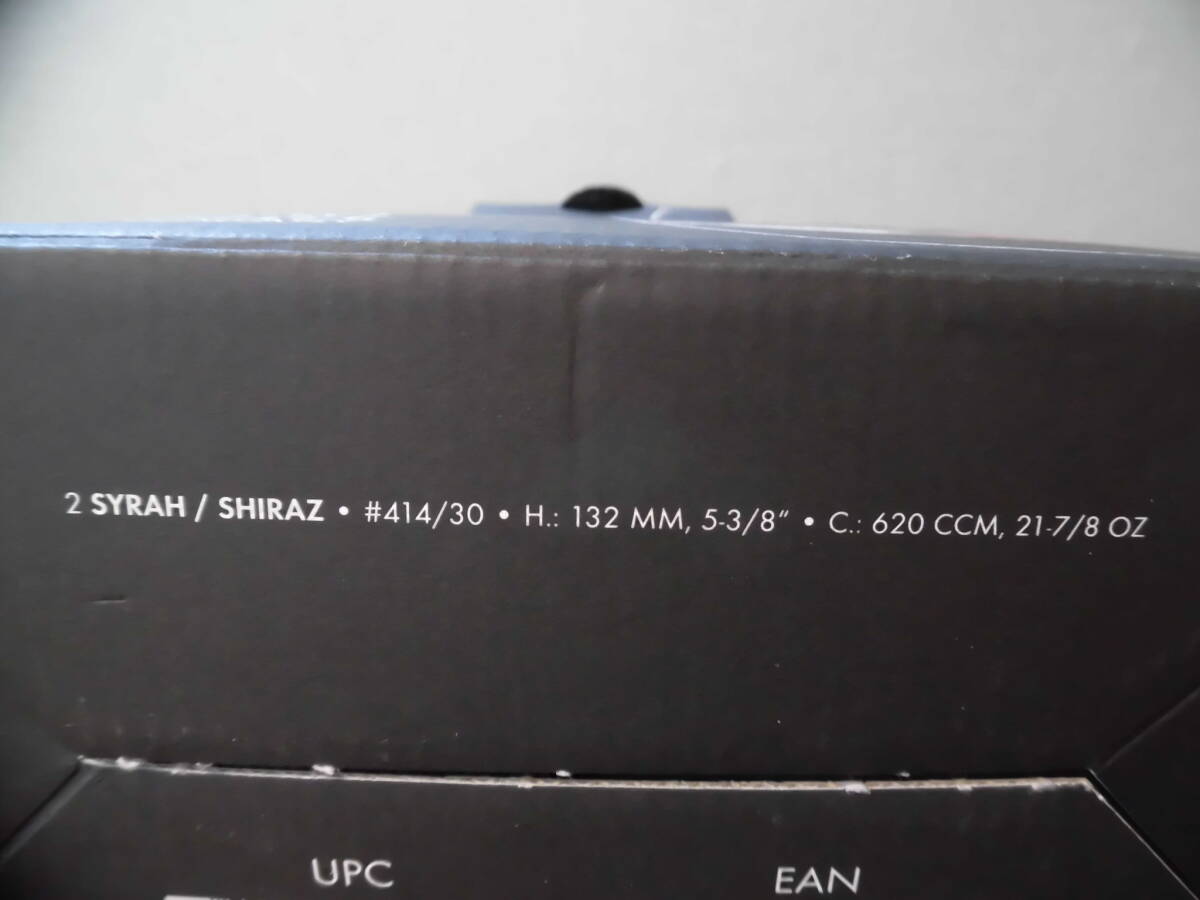 2 SYRAH / SHIRAZ • #414/30 • H.: 132 MM, 5-3/8" • C.: 620 CCM, 21-7/8 OZ
UPC
EAN